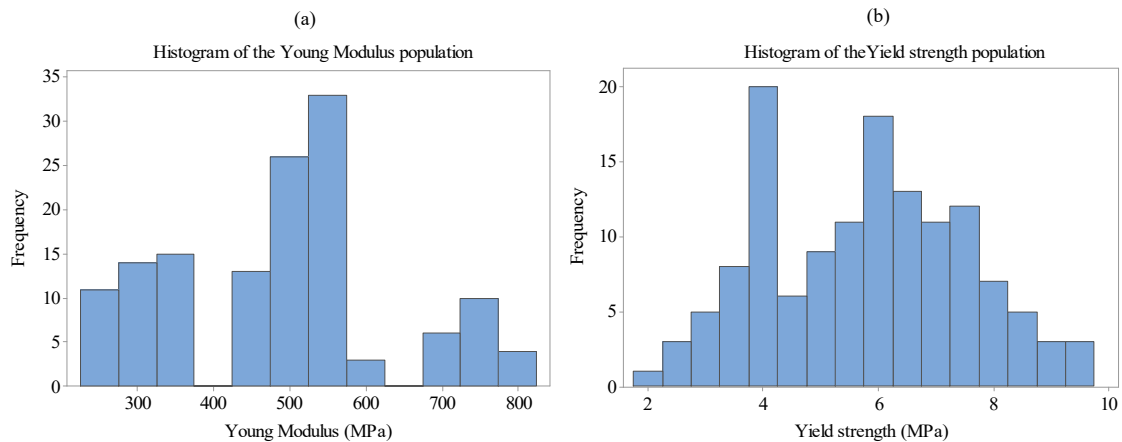 (a)
Histogram of the Young Modulus population
35
30
25
20
15
10
5
0
Frequency
300 400 500 600 700 800
Young Modulus (MPa)
(b)
Histogram of theYield strength population
20
15
10
5
0
Frequency
2 4 6 8 10
Yield strength (MPa)